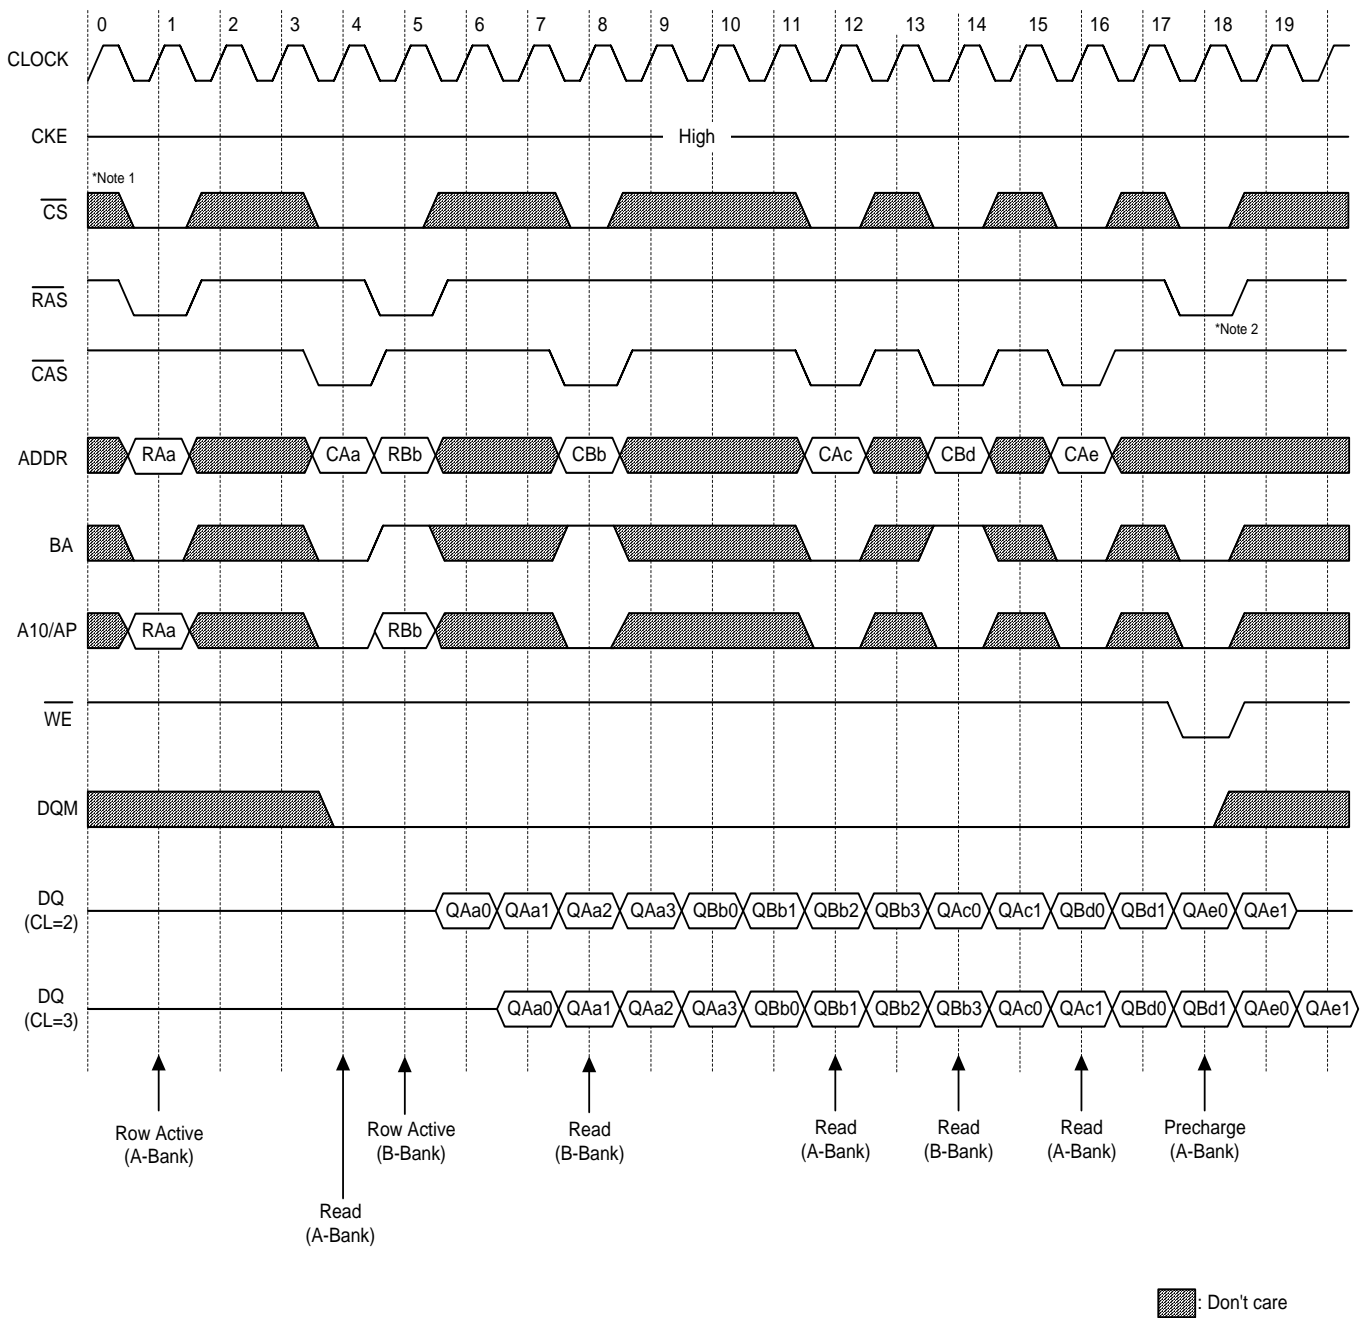 0 1 2 3 4 5 6 7 8 9 10 11 12 13 14 15 16 17 18 19
CLOCK
CKE High
*Note 1
CS
RAS
*Note 2
CAS
ADDR RAa CAa RBb CBb CAc CBd CAe
BA
A10/AP RAa RBb
WE
DQM
DQ
(CL=2)
QAa0 QAa1 QAa2 QAa3 QBb0 QBb1 QBb2 QBb3 QAc0 QAc1 QBd0 QBd1 QAe0 QAe1
DQ
(CL=3)
QAa0 QAa1 QAa2 QAa3 QBb0 QBb1 QBb2 QBb3 QAc0 QAc1 QBd0 QBd1 QAe0 QAe1
Row Active
(A-Bank)
Read
(A-Bank)
Row Active
(B-Bank)
Read
(B-Bank)
Read
(A-Bank)
Read
(B-Bank)
Read
(A-Bank)
Precharge
(A-Bank)
: Don't care